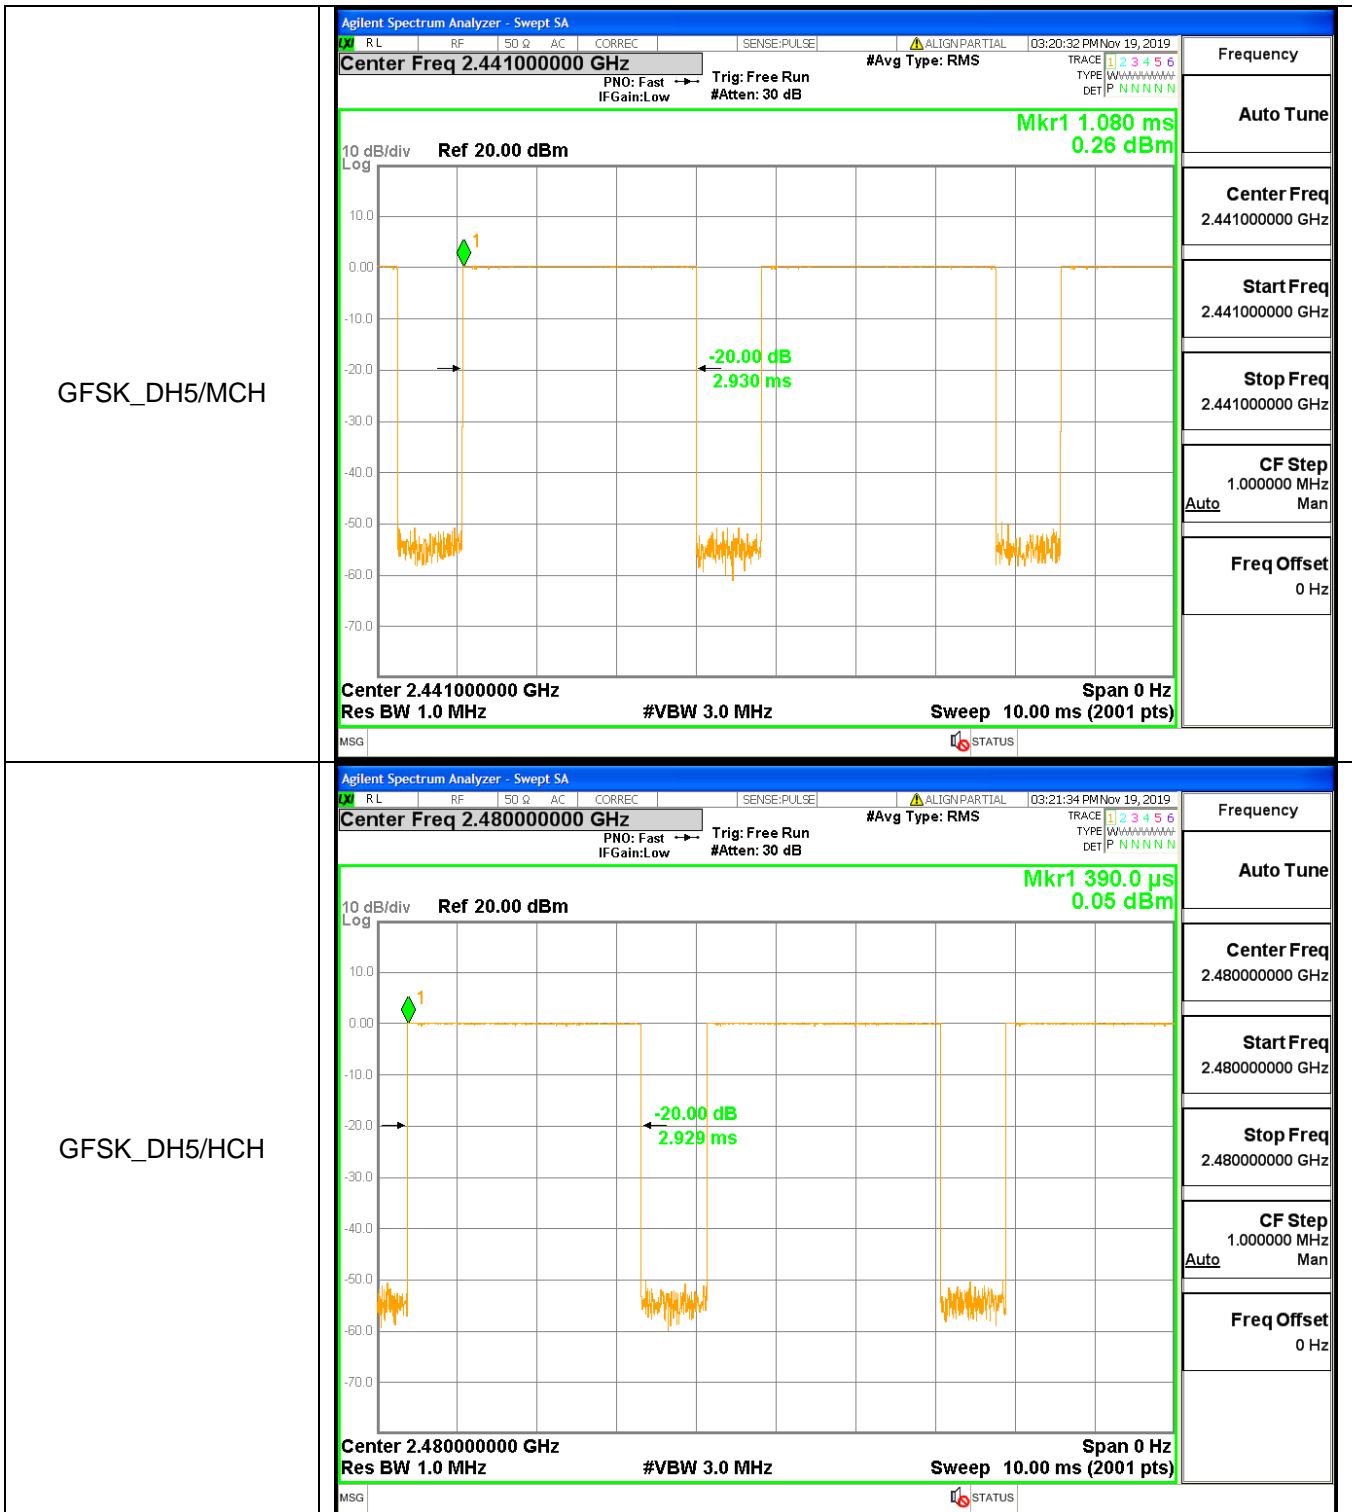 GFSK_DH5/MCH
Agilent Spectrum Analyzer - Swept SA
LXI RL RF 50 Ω AC CORREC SENSE:PULSE ALIGN PARTIAL 03:20:32 PM Nov 19, 2019
Center Freq 2.441000000 GHz #Avg Type: RMS TRACE 1 2 3 4 5 6
PNO: Fast Trig: Free Run TYPE
IFGain:Low #Atten: 30 dB DET P N N N N N
Mkr1 1.080 ms
10 dB/div Ref 20.00 dBm 0.26 dBm
Log
10.0
1
0.00
-10.0
-20.00 dB
-20.0
2.930 ms
-30.0
-40.0
-50.0
-60.0
-70.0
Center 2.441000000 GHz Span 0 Hz
Res BW 1.0 MHz #VBW 3.0 MHz Sweep 10.00 ms (2001 pts)
MSG STATUS
Frequency
Auto Tune
Center Freq
2.441000000 GHz
Start Freq
2.441000000 GHz
Stop Freq
2.441000000 GHz
CF Step
1.000000 MHz
Auto Man
Freq Offset
0 Hz
GFSK_DH5/HCH
Agilent Spectrum Analyzer - Swept SA
LXI RL RF 50 Ω AC CORREC SENSE:PULSE ALIGN PARTIAL 03:21:34 PM Nov 19, 2019
Center Freq 2.480000000 GHz #Avg Type: RMS TRACE 1 2 3 4 5 6
PNO: Fast Trig: Free Run TYPE
IFGain:Low #Atten: 30 dB DET P N N N N N
Mkr1 390.0 µs
10 dB/div Ref 20.00 dBm 0.05 dBm
Log
10.0
1
0.00
-10.0
-20.00 dB
-20.0
2.929 ms
-30.0
-40.0
-50.0
-60.0
-70.0
Center 2.480000000 GHz Span 0 Hz
Res BW 1.0 MHz #VBW 3.0 MHz Sweep 10.00 ms (2001 pts)
MSG STATUS
Frequency
Auto Tune
Center Freq
2.480000000 GHz
Start Freq
2.480000000 GHz
Stop Freq
2.480000000 GHz
CF Step
1.000000 MHz
Auto Man
Freq Offset
0 Hz